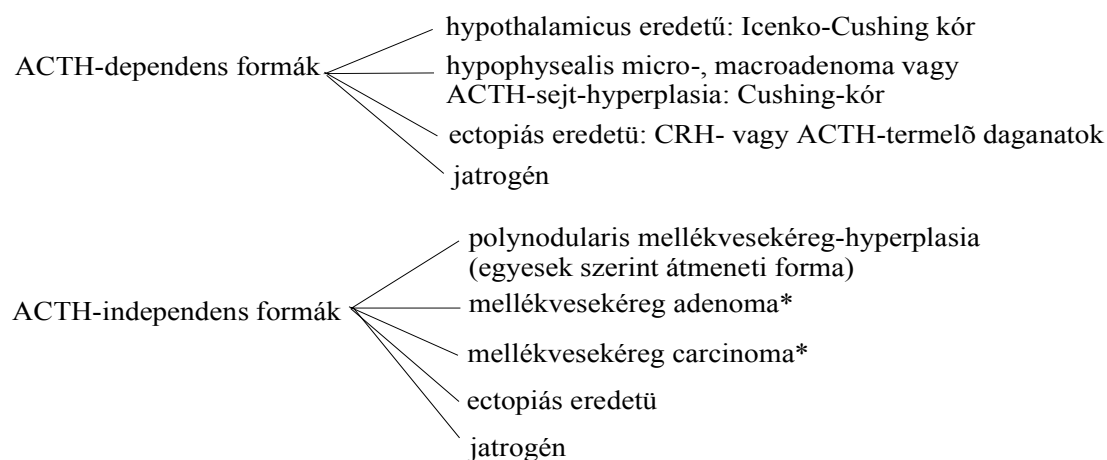 hypothalamicus eredetű: Icenko-Cushing kór
ACTH-dependens formák
hypophysealis micro-, macroadenoma vagy
ACTH-sejt-hyperplasia: Cushing-kór
ectopiás eredetü: CRH- vagy ACTH-termelõ daganatok
jatrogén
polynodularis mellékvesekéreg-hyperplasia
(egyesek szerint átmeneti forma)
ACTH-independens formák
mellékvesekéreg adenoma*
mellékvesekéreg carcinoma*
ectopiás eredetü
jatrogén